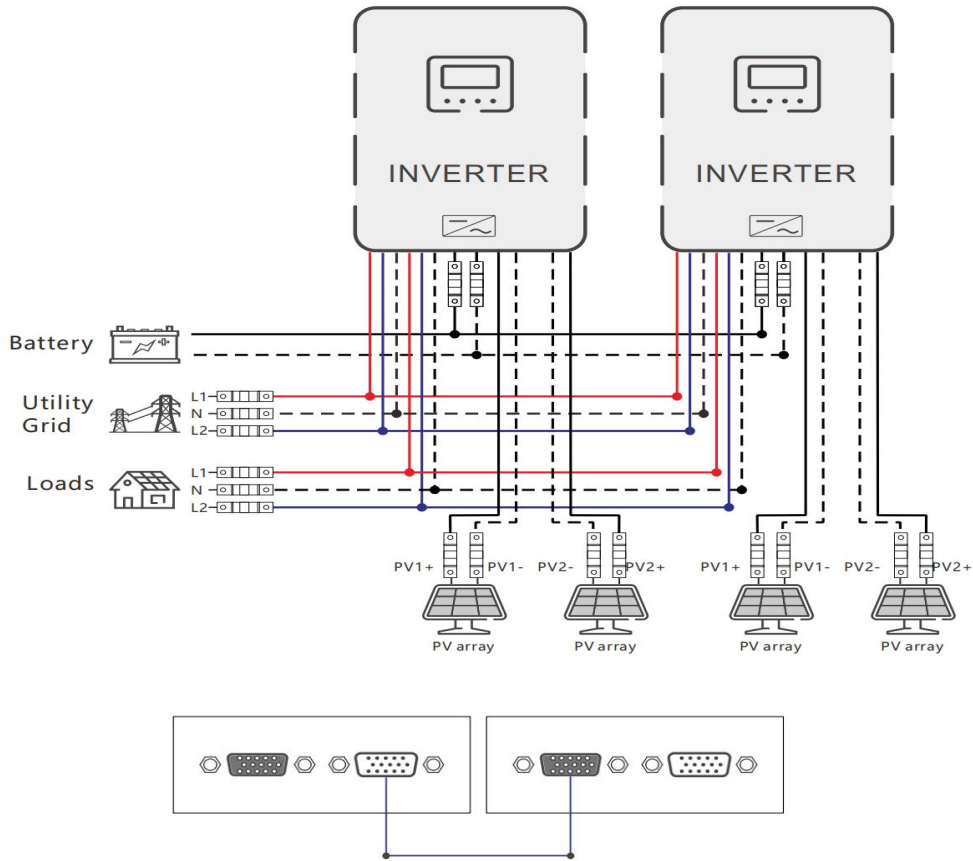 INVERTER
INVERTER
Battery
Utility
Grid
L1
N
L2
Loads
L1
N
L2
PV1+
PV1-
PV2-
PV2+
PV1+
PV1-
PV2-
PV2+
PV array
PV array
PV array
PV array